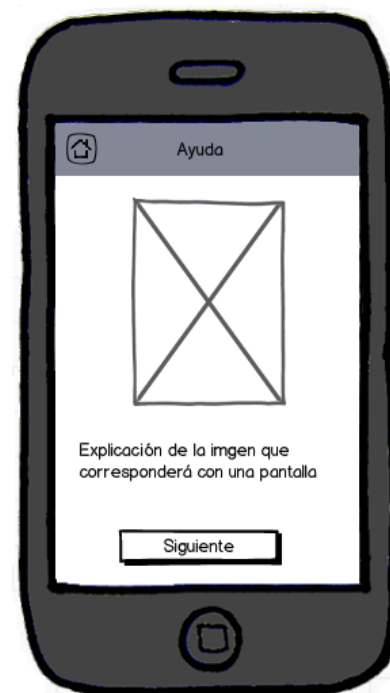 Ayuda
Explicación de la imgen que
corresponderá con una pantalla
Siguiente